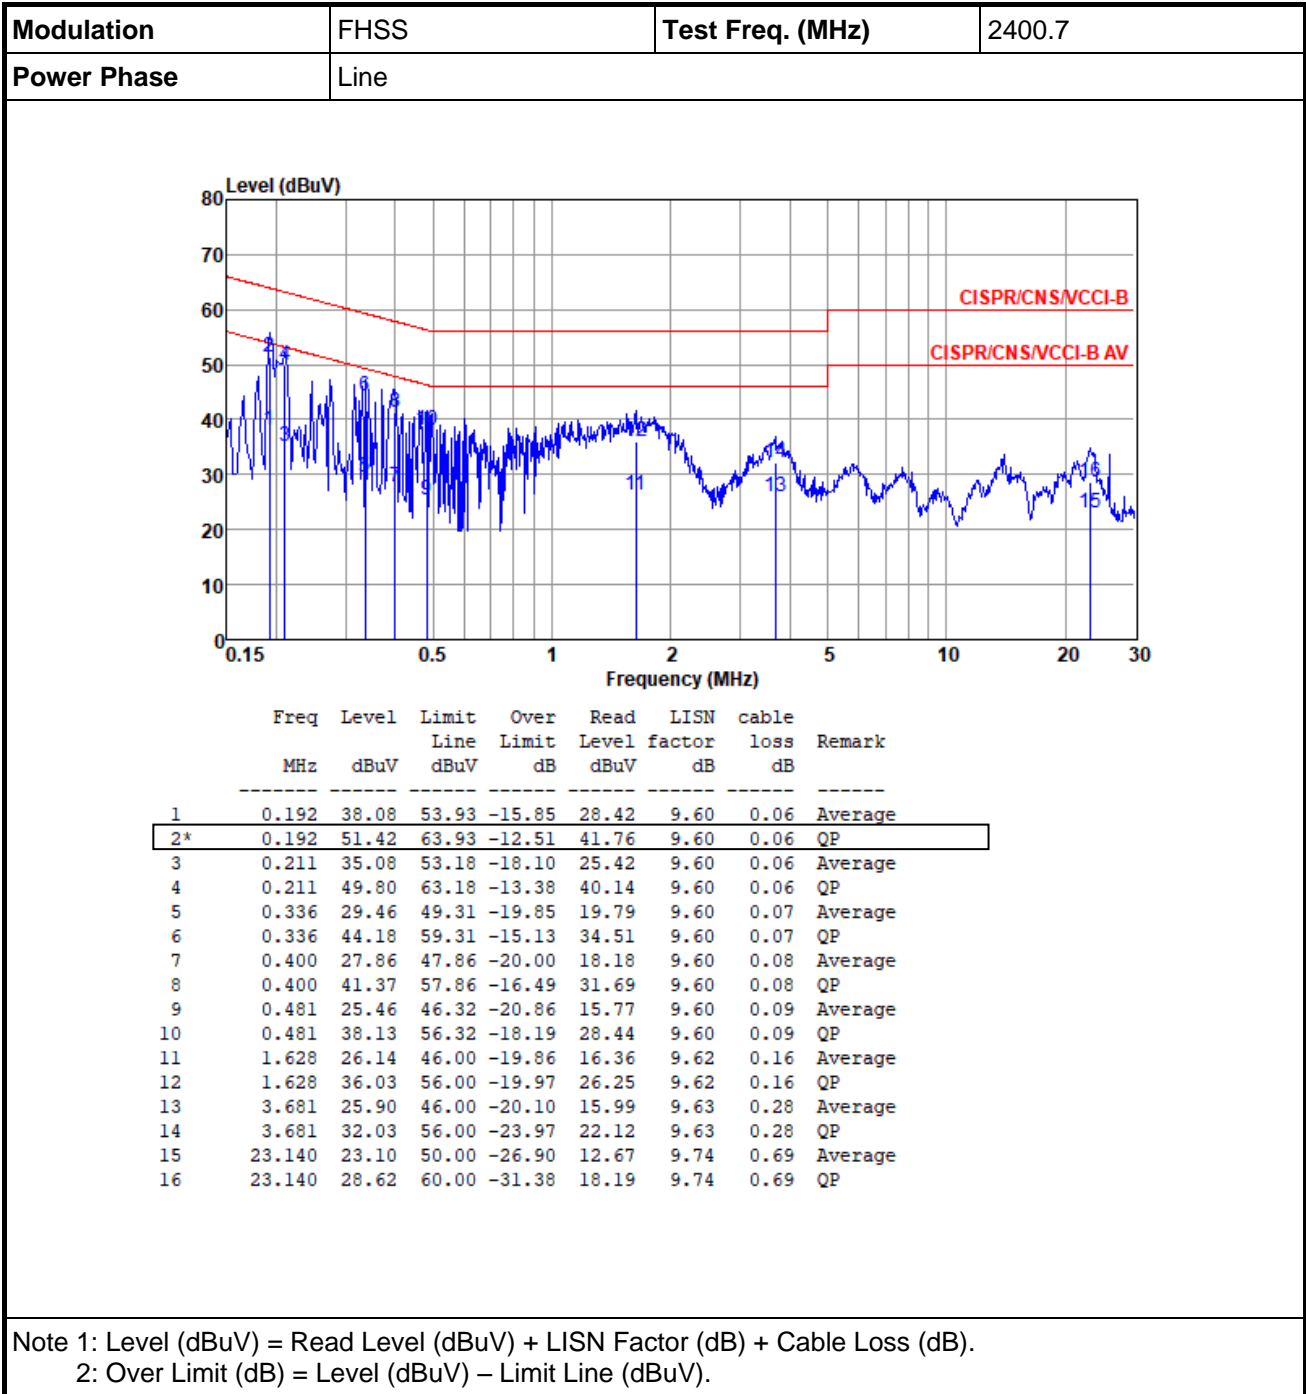 Modulation FHSS Test Freq. (MHz) 2400.7
Power Phase Line
Level (dBuV)
80
70
60
50
40
30
20
10
0
CISPR/CNS/VCCI-B
CISPR/CNS/VCCI-B AV
2
4
1
3
6
8
10
9
11
14
13
16
15
0.15 0.5 1 2 5 10 20 30
Frequency (MHz)
Freq Level Limit Over Read LISN cable
Line Limit Level factor loss Remark
MHz dBuV dBuV dB dBuV dB dB
------- ------ ------ ------ ------ ------ ------ ------
1 0.192 38.08 53.93 -15.85 28.42 9.60 0.06 Average
2* 0.192 51.42 63.93 -12.51 41.76 9.60 0.06 QP
3 0.211 35.08 53.18 -18.10 25.42 9.60 0.06 Average
4 0.211 49.80 63.18 -13.38 40.14 9.60 0.06 QP
5 0.336 29.46 49.31 -19.85 19.79 9.60 0.07 Average
6 0.336 44.18 59.31 -15.13 34.51 9.60 0.07 QP
7 0.400 27.86 47.86 -20.00 18.18 9.60 0.08 Average
8 0.400 41.37 57.86 -16.49 31.69 9.60 0.08 QP
9 0.481 25.46 46.32 -20.86 15.77 9.60 0.09 Average
10 0.481 38.13 56.32 -18.19 28.44 9.60 0.09 QP
11 1.628 26.14 46.00 -19.86 16.36 9.62 0.16 Average
12 1.628 36.03 56.00 -19.97 26.25 9.62 0.16 QP
13 3.681 25.90 46.00 -20.10 15.99 9.63 0.28 Average
14 3.681 32.03 56.00 -23.97 22.12 9.63 0.28 QP
15 23.140 23.10 50.00 -26.90 12.67 9.74 0.69 Average
16 23.140 28.62 60.00 -31.38 18.19 9.74 0.69 QP
Note 1: Level (dBuV) = Read Level (dBuV) + LISN Factor (dB) + Cable Loss (dB).
2: Over Limit (dB) = Level (dBuV) – Limit Line (dBuV).